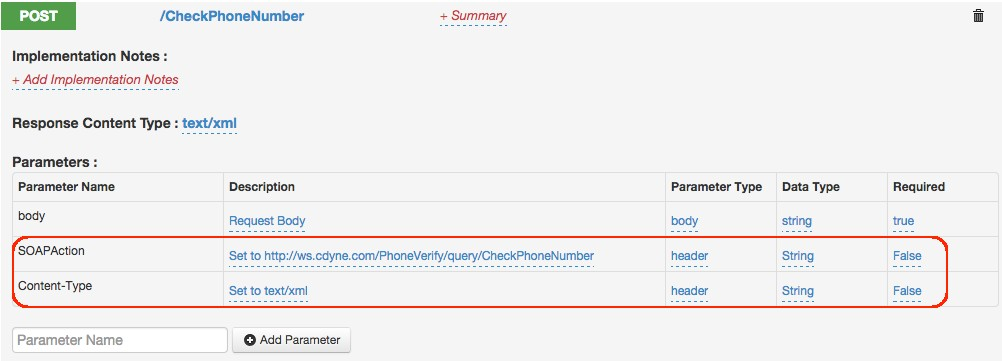 POST /CheckPhoneNumber + Summary
Implementation Notes :
+ Add Implementation Notes
Response Content Type : text/xml
Parameters :
Parameter Name Description Parameter Type Data Type Required
body Request Body body string true
SOAPAction Set to http://ws.cdyne.com/PhoneVerify/query/CheckPhoneNumber header String False
Content-Type Set to text/xml header String False
Parameter Name Add Parameter